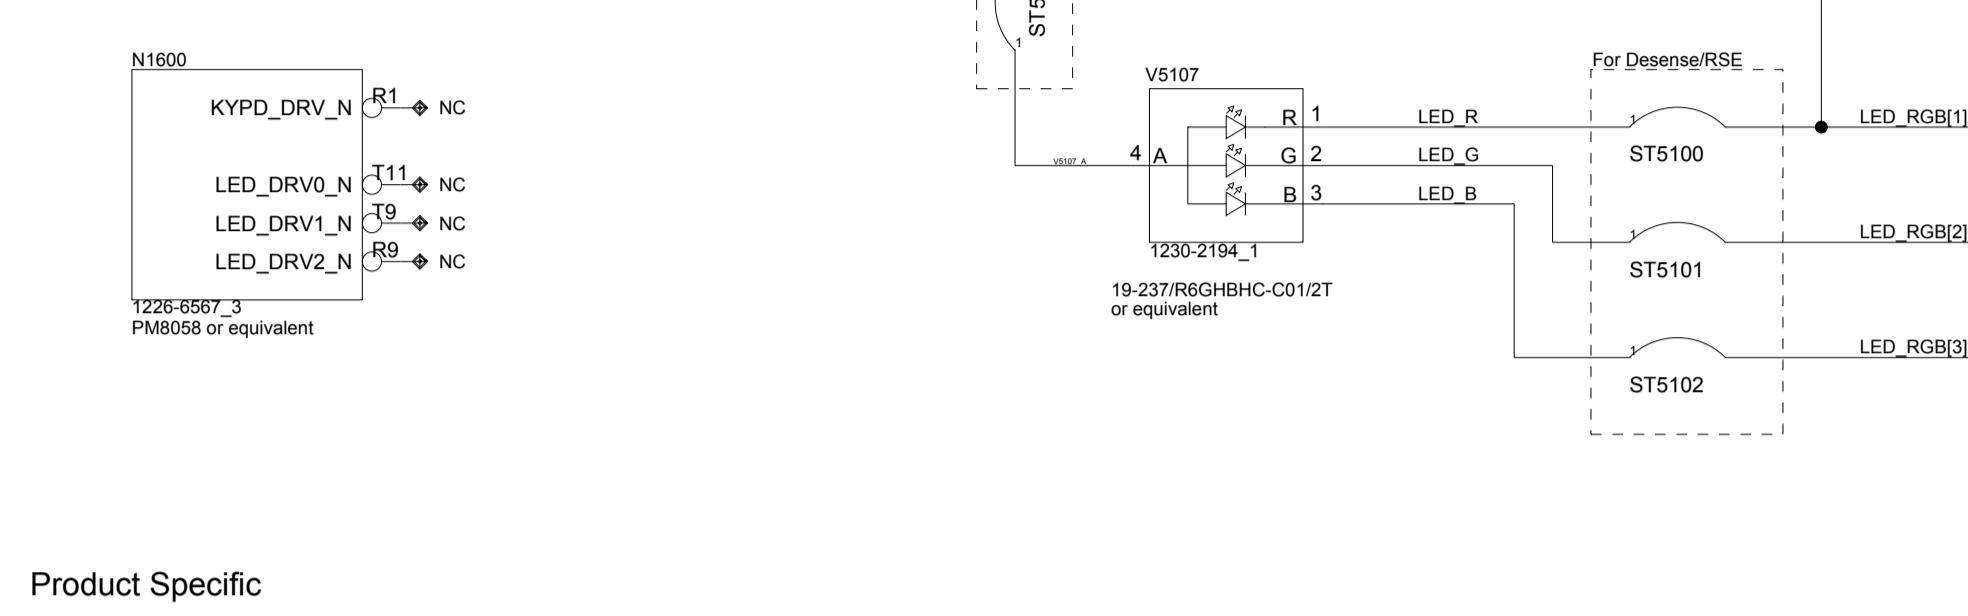 ST5
1
N1600
KYPD_DRV_N
R1
NC
LED_DRV0_N
T11
NC
LED_DRV1_N
T9
NC
LED_DRV2_N
R9
NC
1226-6567_3
PM8058 or equivalent
V5107
V5107_A
4
A
R
1
LED_R
G
2
LED_G
B
3
LED_B
1230-2194_1
19-237/R6GHBHC-C01/2T
or equivalent
For Desense/RSE
1
ST5100
LED_RGB[1]
1
ST5101
LED_RGB[2]
1
ST5102
LED_RGB[3]
Product Specific